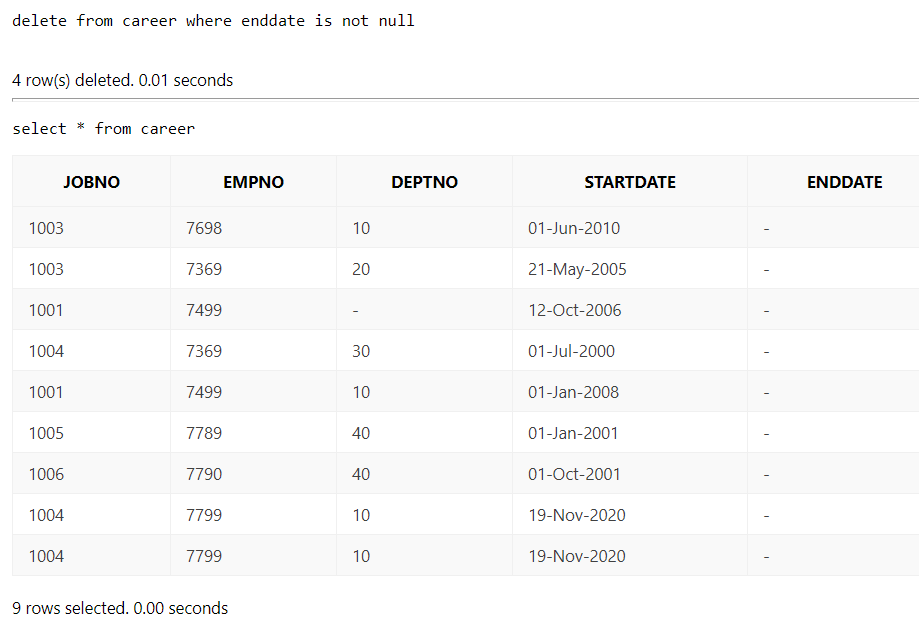 delete from career where enddate is not null
4 row(s) deleted. 0.01 seconds
select * from career
JOBNO EMPNO DEPTNO STARTDATE ENDDATE
1003 7698 10 01-Jun-2010 -
1003 7369 20 21-May-2005 -
1001 7499 - 12-Oct-2006 -
1004 7369 30 01-Jul-2000 -
1001 7499 10 01-Jan-2008 -
1005 7789 40 01-Jan-2001 -
1006 7790 40 01-Oct-2001 -
1004 7799 10 19-Nov-2020 -
1004 7799 10 19-Nov-2020 -
9 rows selected. 0.00 seconds